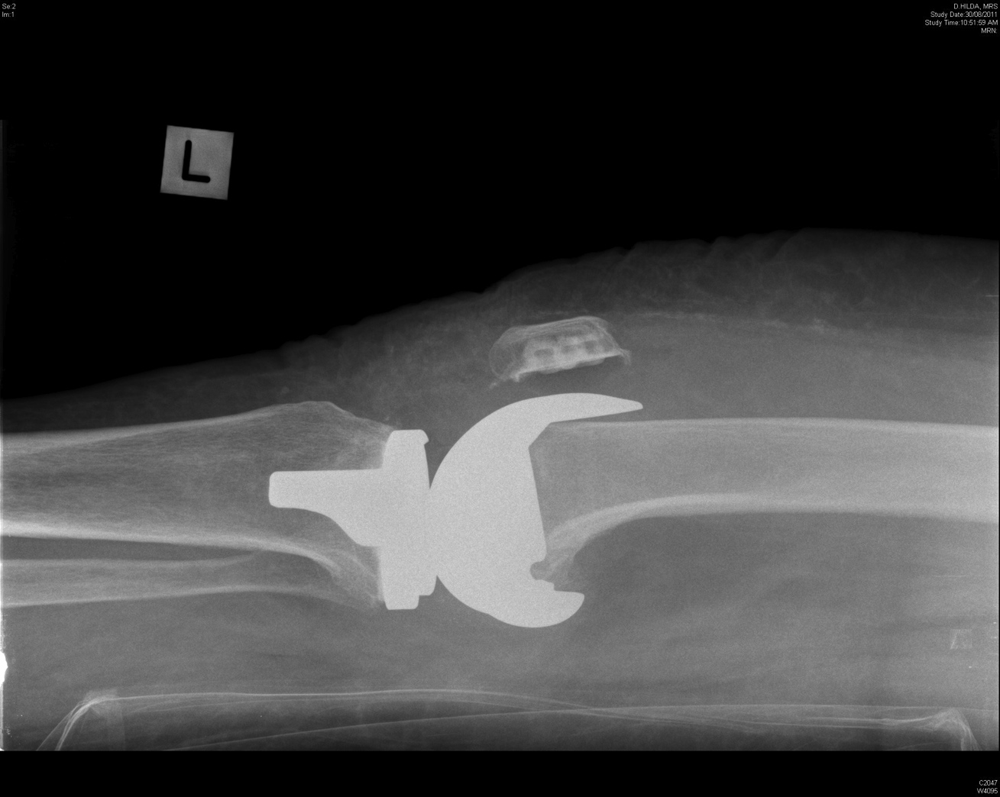 Se:2
Im:1
D.HILDA, MRS
Study Date:30/08/2011
Study Time:10:51:59 AM
MRN:
L
C2047
W4095